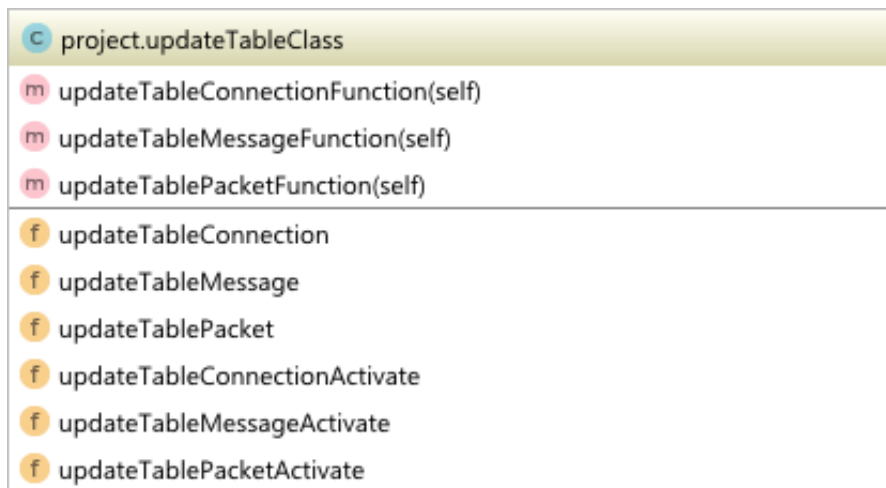 C project.updateTableClass
m updateTableConnectionFunction(self)
m updateTableMessageFunction(self)
m updateTablePacketFunction(self)
f updateTableConnection
f updateTableMessage
f updateTablePacket
f updateTableConnectionActivate
f updateTableMessageActivate
f updateTablePacketActivate